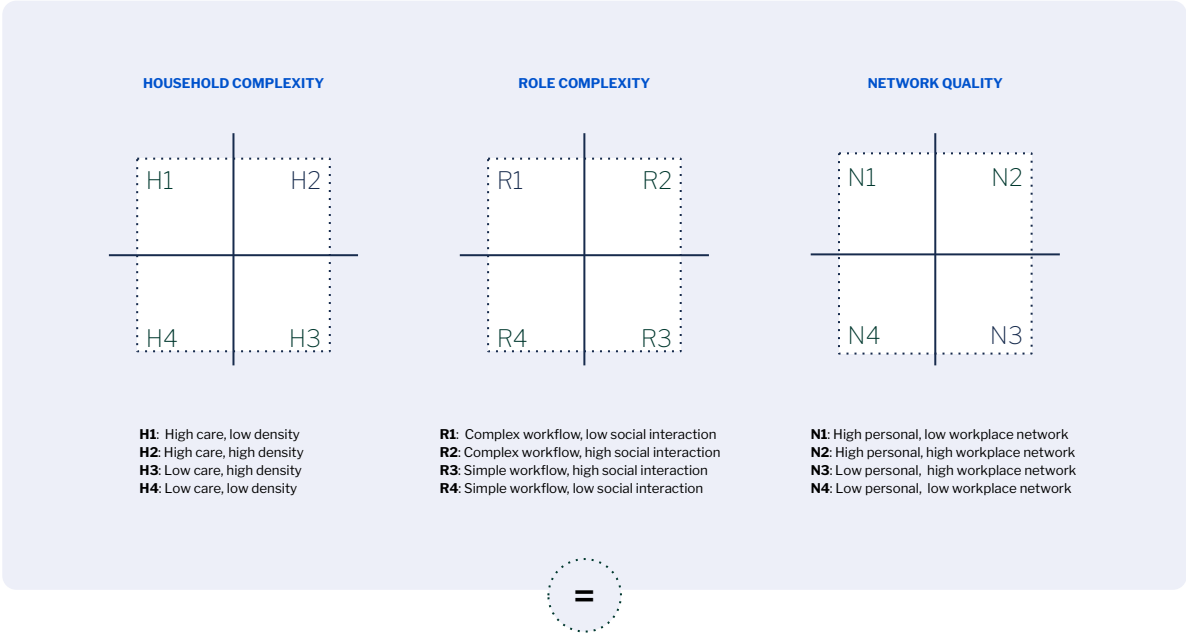 HOUSEHOLD COMPLEXITY
H1 H2
H4 H3
H1: High care, low density
H2: High care, high density
H3: Low care, high density
H4: Low care, low density
ROLE COMPLEXITY
R1 R2
R4 R3
R1: Complex workflow, low social interaction
R2: Complex workflow, high social interaction
R3: Simple workflow, high social interaction
R4: Simple workflow, low social interaction
NETWORK QUALITY
N1 N2
N4 N3
N1: High personal, low workplace network
N2: High personal, high workplace network
N3: Low personal, high workplace network
N4: Low personal, low workplace network
=